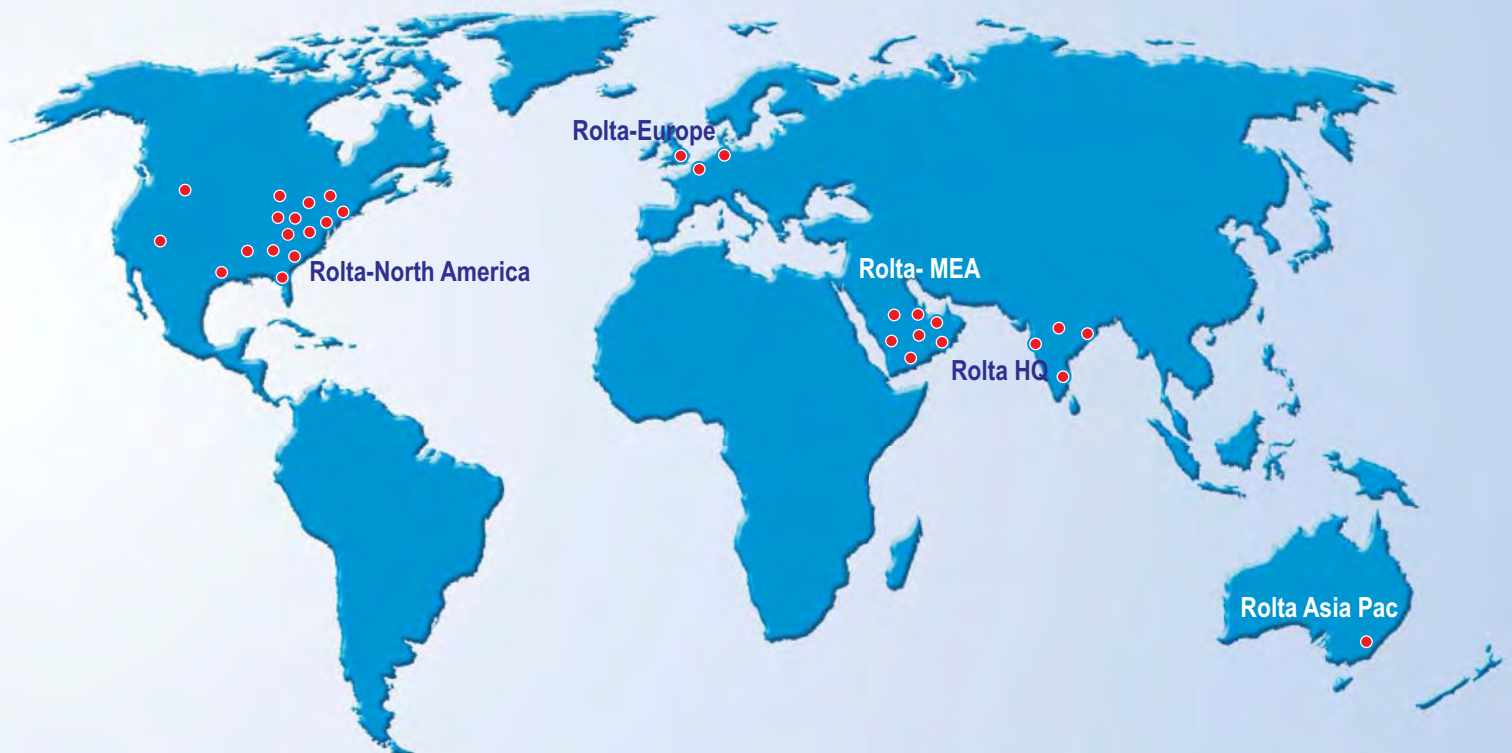 Rolta-Europe
Rolta-North America
Rolta- MEA
Rolta HQ
Rolta Asia Pac